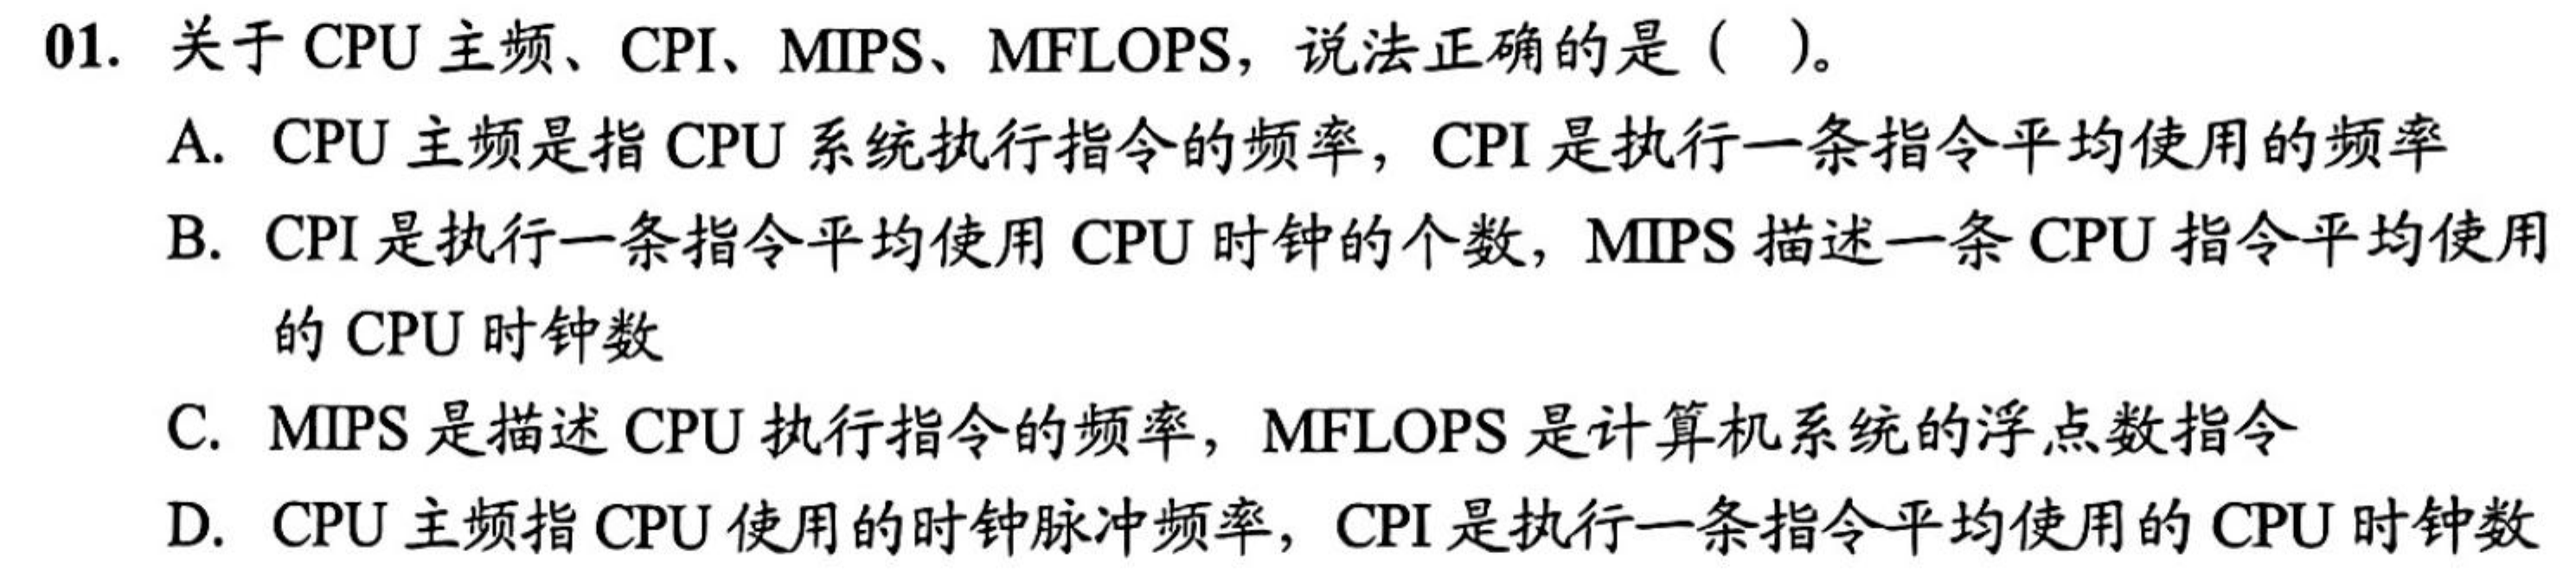 01. 关于 CPU 主频、CPI、MIPS、MFLOPS，说法正确的是（ ）。
A. CPU 主频是指 CPU 系统执行指令的频率，CPI 是执行一条指令平均使用的频率
B. CPI 是执行一条指令平均使用 CPU 时钟的个数，MIPS 描述一条 CPU 指令平均使用
的 CPU 时钟数
C. MIPS 是描述 CPU 执行指令的频率，MFLOPS 是计算机系统的浮点数指令
D. CPU 主频指 CPU 使用的时钟脉冲频率，CPI 是执行一条指令平均使用的 CPU 时钟数